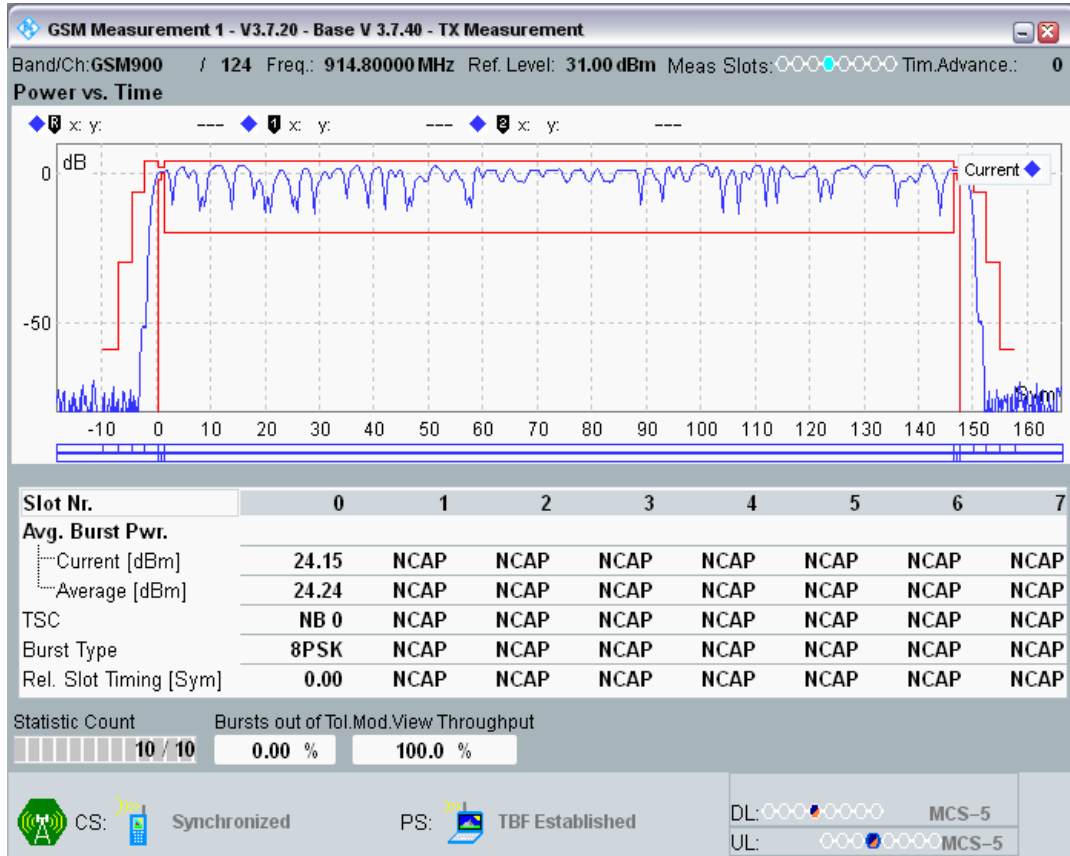 GSM Measurement 1 - V3.7.20 - Base V 3.7.40 - TX Measurement
Band/Ch:GSM900 / 124 Freq.: 914.80000 MHz Ref. Level: 31.00 dBm Meas Slots: Tim.Advance.: 0
Power vs. Time
R x: y: --- 1 x: y: --- 2 x: y: ---
dB
Current
0
-50
Sym
-10 0 10 20 30 40 50 60 70 80 90 100 110 120 130 140 150 160
Slot Nr. 0 1 2 3 4 5 6 7
Avg. Burst Pwr.
Current [dBm] 24.15 NCAP NCAP NCAP NCAP NCAP NCAP NCAP
Average [dBm] 24.24 NCAP NCAP NCAP NCAP NCAP NCAP NCAP
TSC NB 0 NCAP NCAP NCAP NCAP NCAP NCAP NCAP
Burst Type 8PSK NCAP NCAP NCAP NCAP NCAP NCAP NCAP
Rel. Slot Timing [Sym] 0.00 NCAP NCAP NCAP NCAP NCAP NCAP NCAP
Statistic Count Bursts out of Tol. Mod.View Throughput
10 / 10 0.00 % 100.0 %
CS: Synchronized PS: TBF Established DL: MCS-5
UL: MCS-5